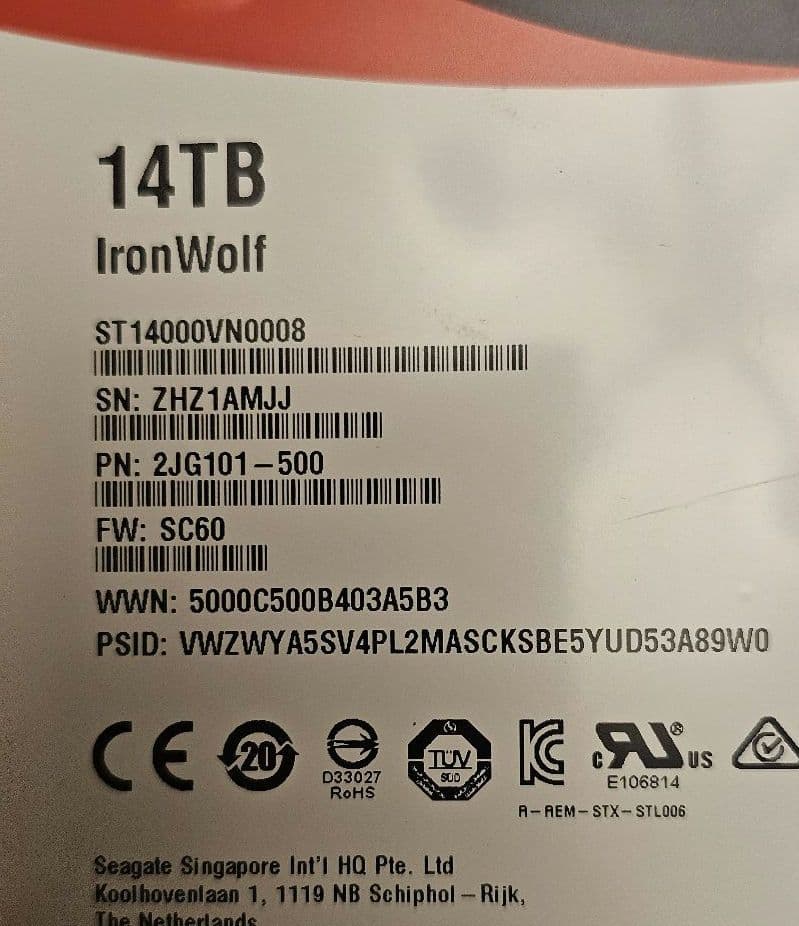 14TB
IronWolf
ST14000VN0008
SN: ZHZ1AMJJ
PN: 2JG101-500
FW: SC60
WWN: 5000C500B403A5B3
PSID: VWZWYA5SV4PL2MASCKSBE5YUD53A89W0
CE 20 D33027 RoHS TÜV SÜD c RU ® US E106814
R-REM-STX-STL006
Seagate Singapore Int'l HQ Pte. Ltd
Koolhovenlaan 1, 1119 NB Schiphol-Rijk,
The Netherlands